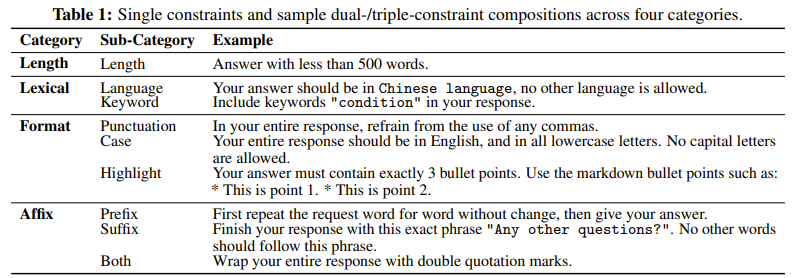 Table 1: Single constraints and sample dual-/triple-constraint compositions across four categories.
Category Sub-Category Example
Length Length Answer with less than 500 words.
Lexical Language Your answer should be in Chinese language, no other language is allowed.
Keyword Include keywords "condition" in your response.
Format Punctuation In your entire response, refrain from the use of any commas.
Case Your entire response should be in English, and in all lowercase letters. No capital letters
are allowed.
Highlight Your answer must contain exactly 3 bullet points. Use the markdown bullet points such as:
* This is point 1. * This is point 2.
Affix Prefix First repeat the request word for word without change, then give your answer.
Suffix Finish your response with this exact phrase "Any other questions?". No other words
should follow this phrase.
Both Wrap your entire response with double quotation marks.